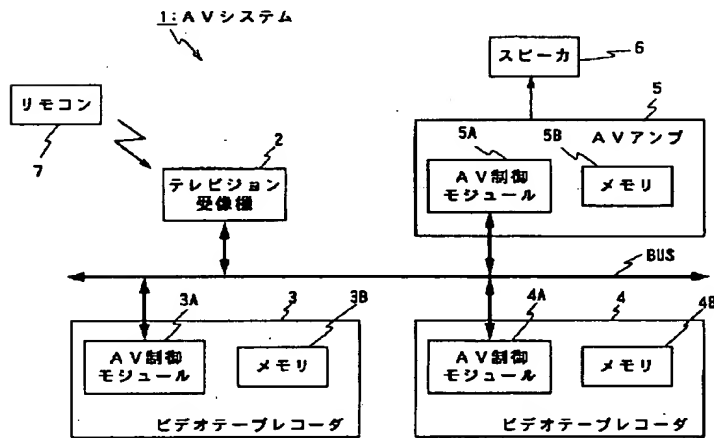 1:AVシステム
リモコン
7
2
テレビジョン
受像機
スピーカ
6
5
AVアンプ
5A
5B
AV制御
モジュール
メモリ
BUS
3A
3
3B
AV制御
モジュール
メモリ
ビデオテープレコーダ
4A
4
4B
AV制御
モジュール
メモリ
ビデオテープレコーダ